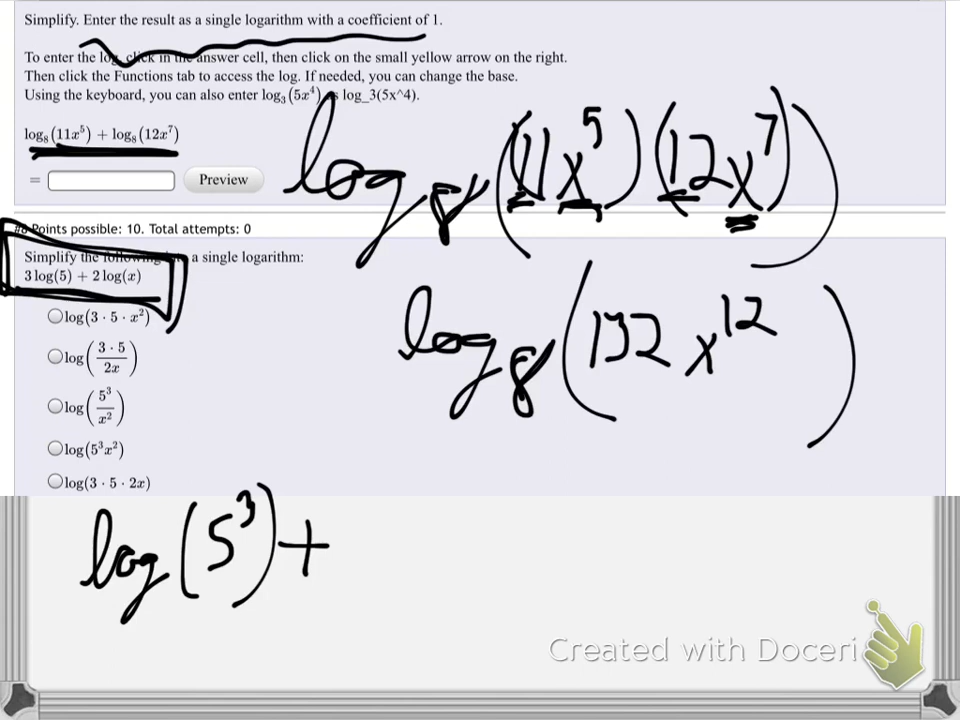 Simplify. Enter the result as a single logarithm with a coefficient of 1.
To enter the log, click in the answer cell, then click on the small yellow arrow on the right.
Then click the Functions tab to access the log. If needed, you can change the base.
Using the keyboard, you can also enter log₃(5x⁴) as log_3(5x^4).
log₈(11x⁵) + log₈(12x⁷)
log₈((11x⁵)(12x⁷))
= Preview
Points possible: 10. Total attempts: 0
Simplify the following into a single logarithm:
3 log(5) + 2 log(x)
log₈(132x¹²)
log(3 · 5 · x²)
log(3 · 5 / 2x)
log(5³ / x²)
log(5³x²)
log(3 · 5 · 2x)
log(5³) +
Created with Doceri